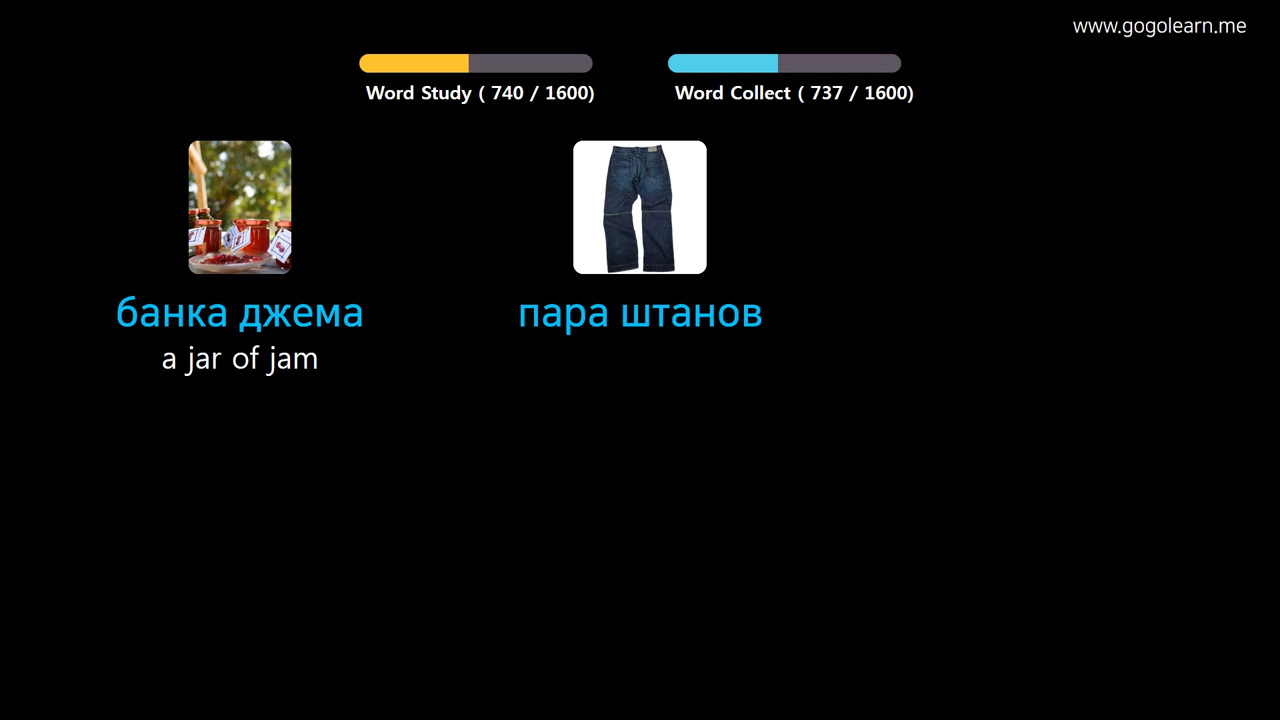 www.gogolearn.me
Word Study ( 740 / 1600)
Word Collect ( 737 / 1600)
банка джема
пара штанов
a jar of jam